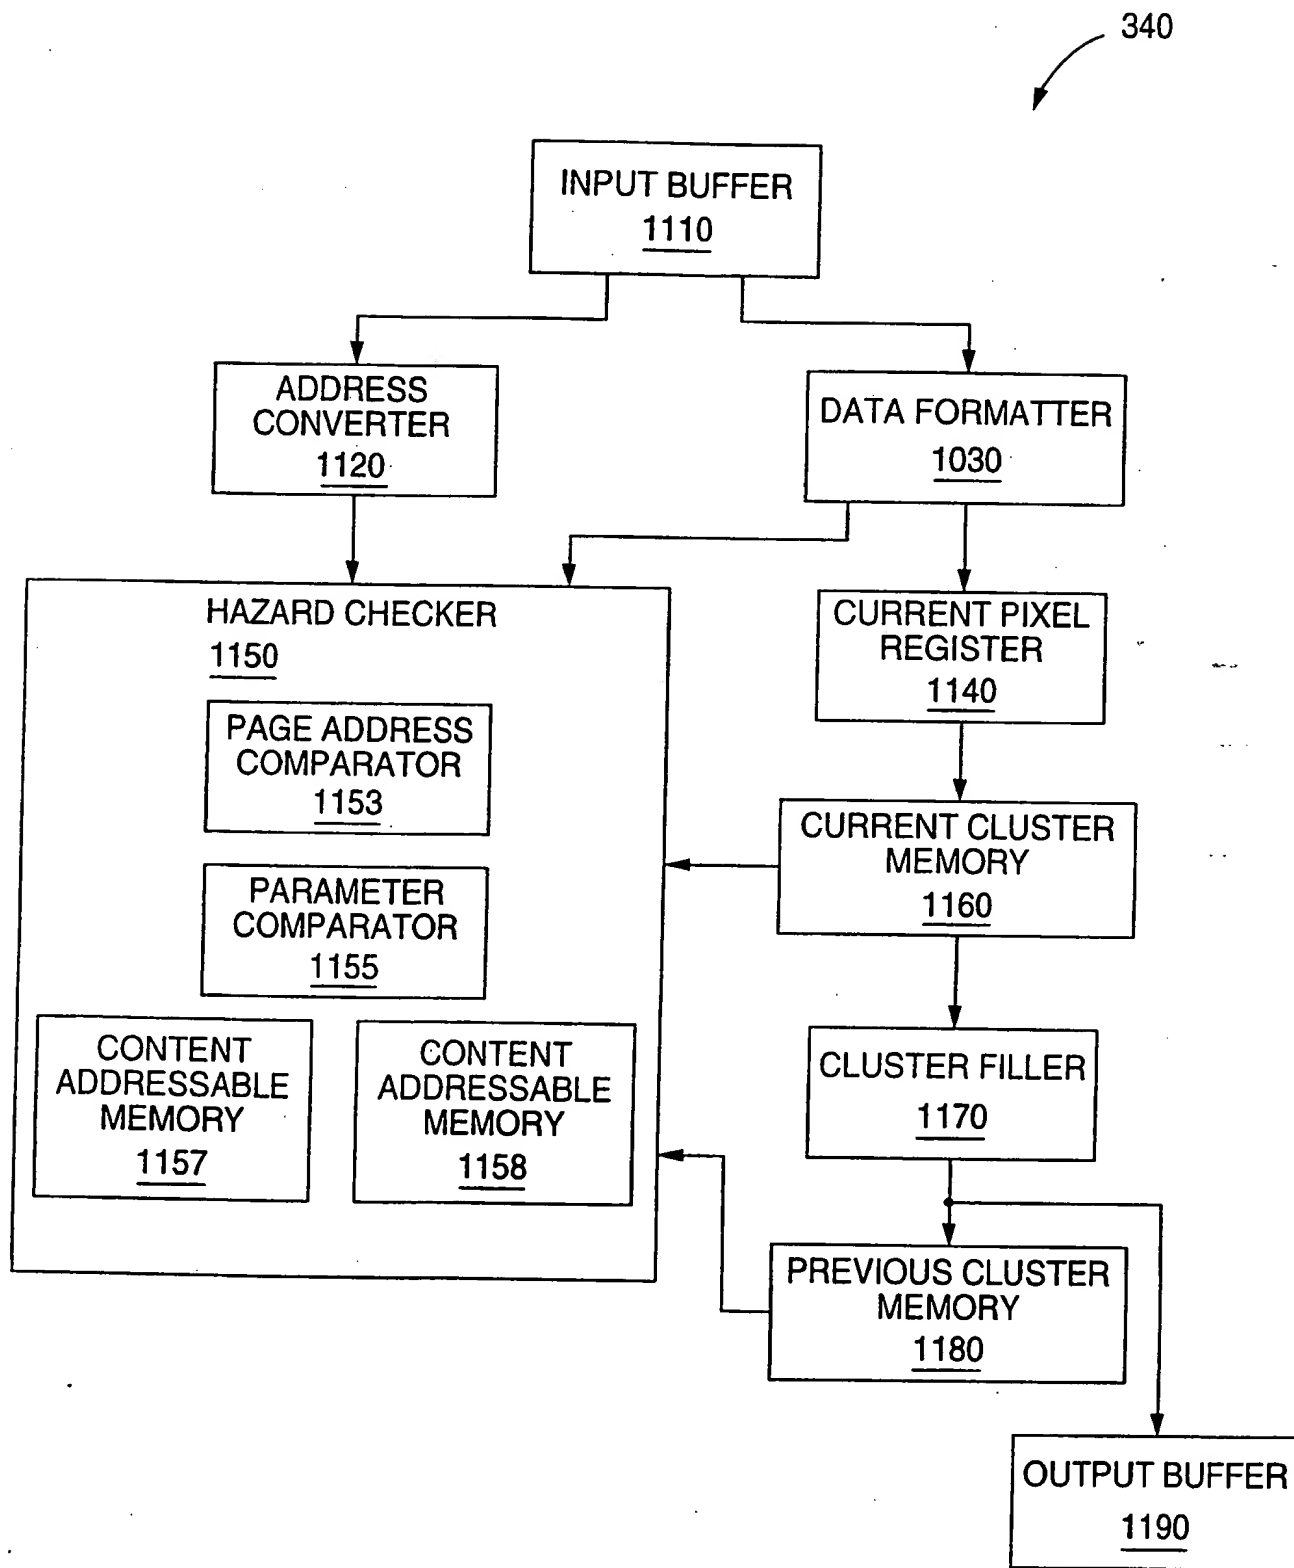 340
INPUT BUFFER
1110
ADDRESS
CONVERTER
1120
DATA FORMATTER
1030
HAZARD CHECKER
1150
CURRENT PIXEL
REGISTER
1140
PAGE ADDRESS
COMPARATOR
1153
CURRENT CLUSTER
MEMORY
1160
PARAMETER
COMPARATOR
1155
CONTENT
ADDRESSABLE
MEMORY
1157
CONTENT
ADDRESSABLE
MEMORY
1158
CLUSTER FILLER
1170
PREVIOUS CLUSTER
MEMORY
1180
OUTPUT BUFFER
1190